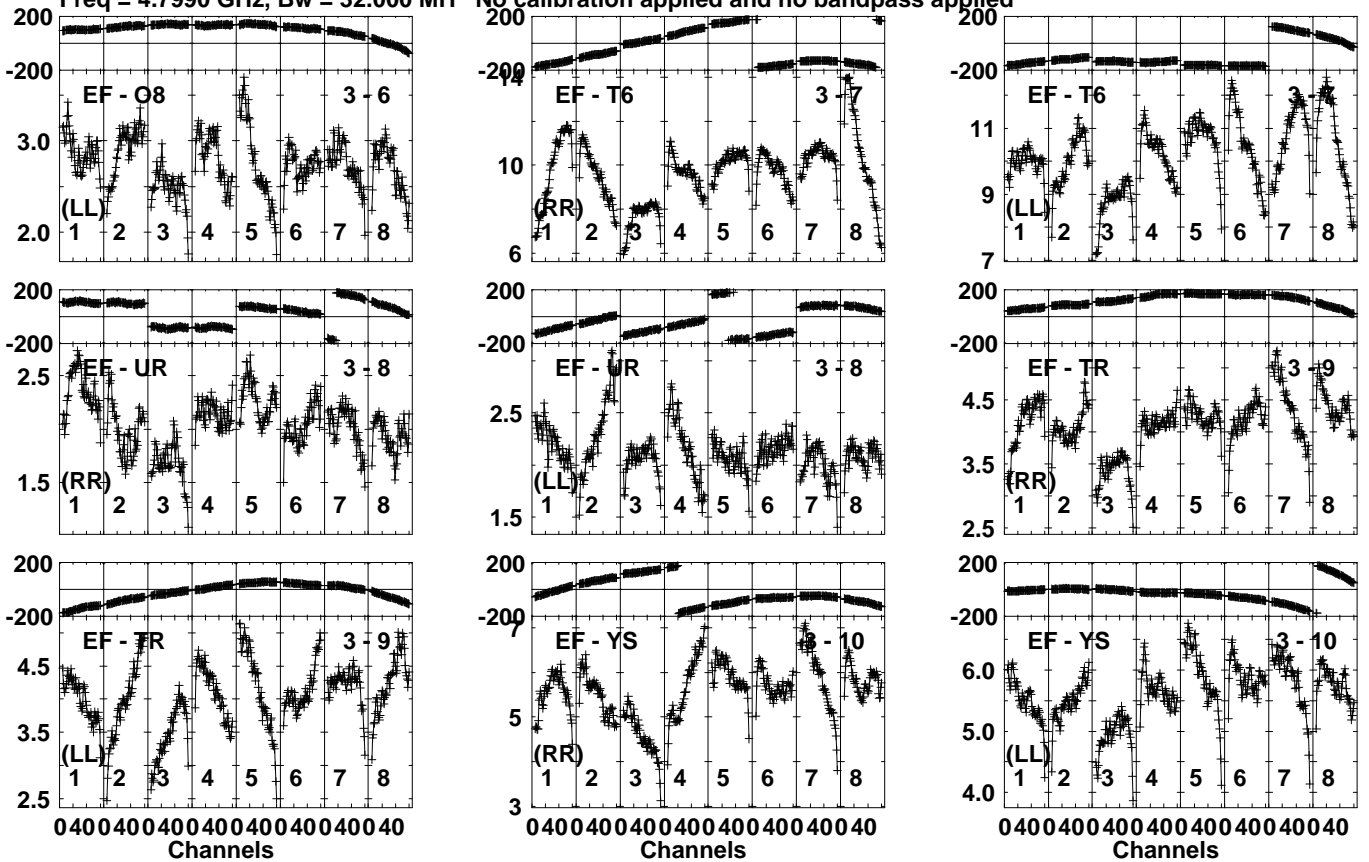 Freq = 4.7990 GHz, Bw = 32.000 MH No calibration applied and no bandpass applied
200 200 200
-200 -200 -200
EF - O8 3 - 6
14 EF - T6 3 - 7
EF - T6 3 - 7
3.0 10 11
9
(LL) (RR) (LL)
2.0 6 7
1 2 3 4 5 6 7 8
1 2 3 4 5 6 7 8
1 2 3 4 5 6 7 8
200 200 200
-200 -200 -200
EF - UR 3 - 8
EF - UR 3 - 8
EF - TR 3 - 9
2.5 2.5 4.5
3.5
(RR) (LL) (RR)
1.5 1.5 2.5
1 2 3 4 5 6 7 8
1 2 3 4 5 6 7 8
1 2 3 4 5 6 7 8
200 200 200
-200 -200 -200
EF - TR 3 - 9
7 EF - YS 3 - 10
EF - YS 3 - 10
4.5 5 6.0
3.5 5.0
(LL) (RR) (LL)
2.5 3 4.0
1 2 3 4 5 6 7 8
1 2 3 4 5 6 7 8
1 2 3 4 5 6 7 8
0 40 0 40 0 40 0 40 0 40 0 40 0 40 0 40
0 40 0 40 0 40 0 40 0 40 0 40 0 40 0 40
0 40 0 40 0 40 0 40 0 40 0 40 0 40 0 40
Channels Channels Channels